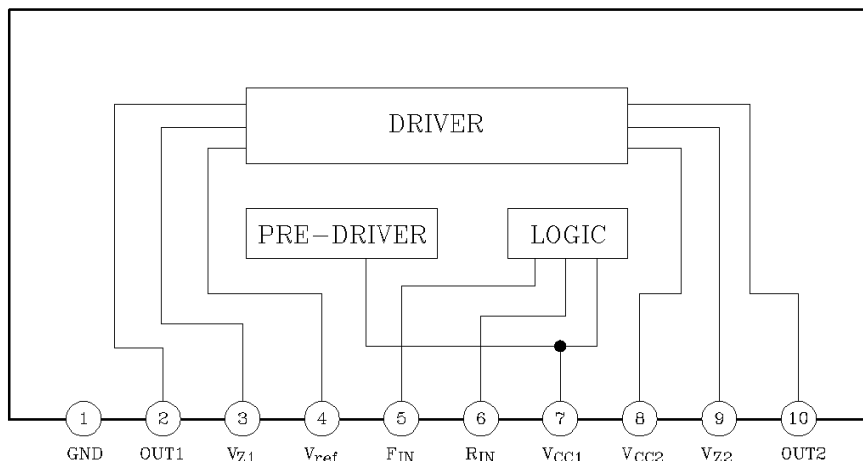 DRIVER
PRE-DRIVER LOGIC
1 2 3 4 5 6 7 8 9 10
GND OUT1 VZ1 Vref FIN RIN VCC1 VCC2 VZ2 OUT2